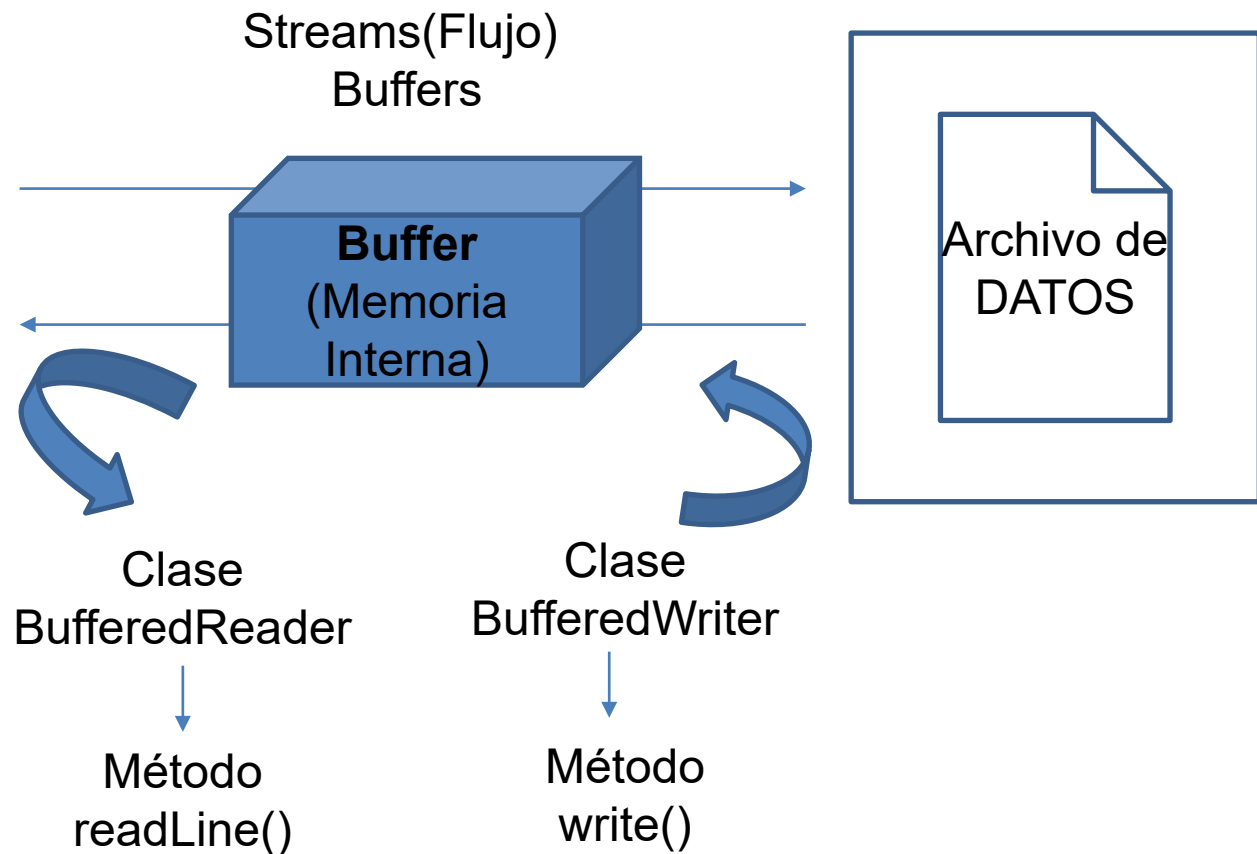 Streams(Flujo)
Buffers
Buffer
(Memoria
Interna)
Archivo de
DATOS
Clase
BufferedReader
Clase
BufferedWriter
Método
readLine()
Método
write()